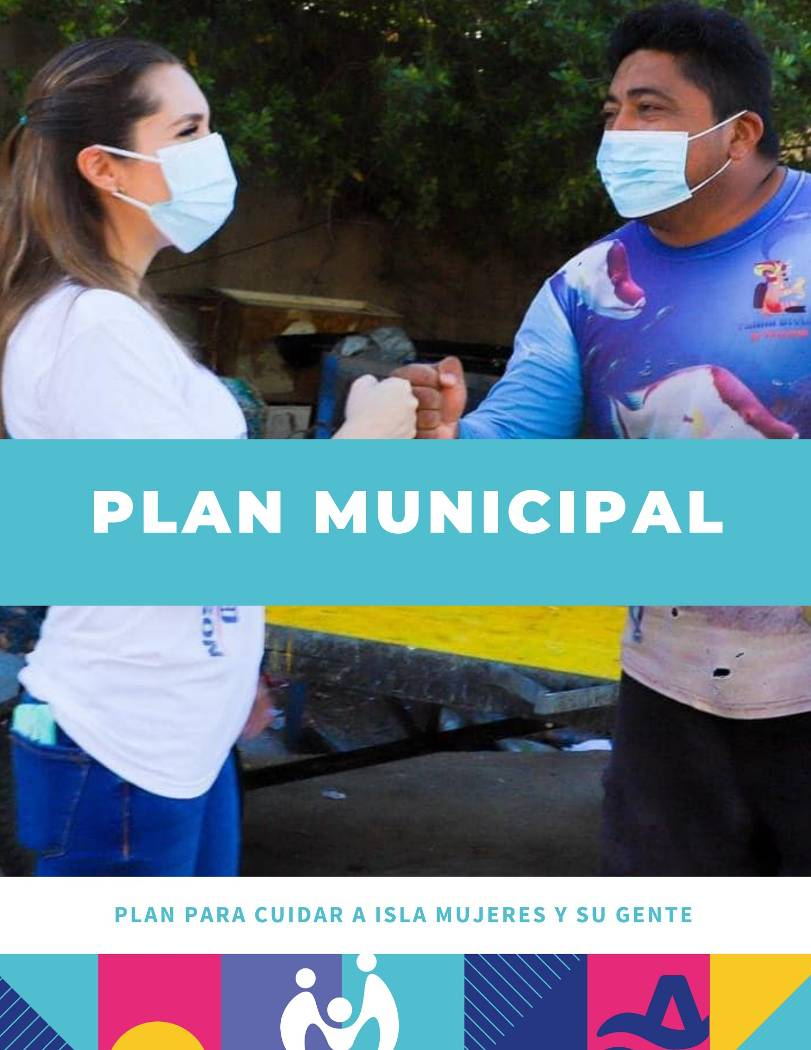 PLAN MUNICIPAL
PLAN PARA CUIDAR A ISLA MUJERES Y SU GENTE